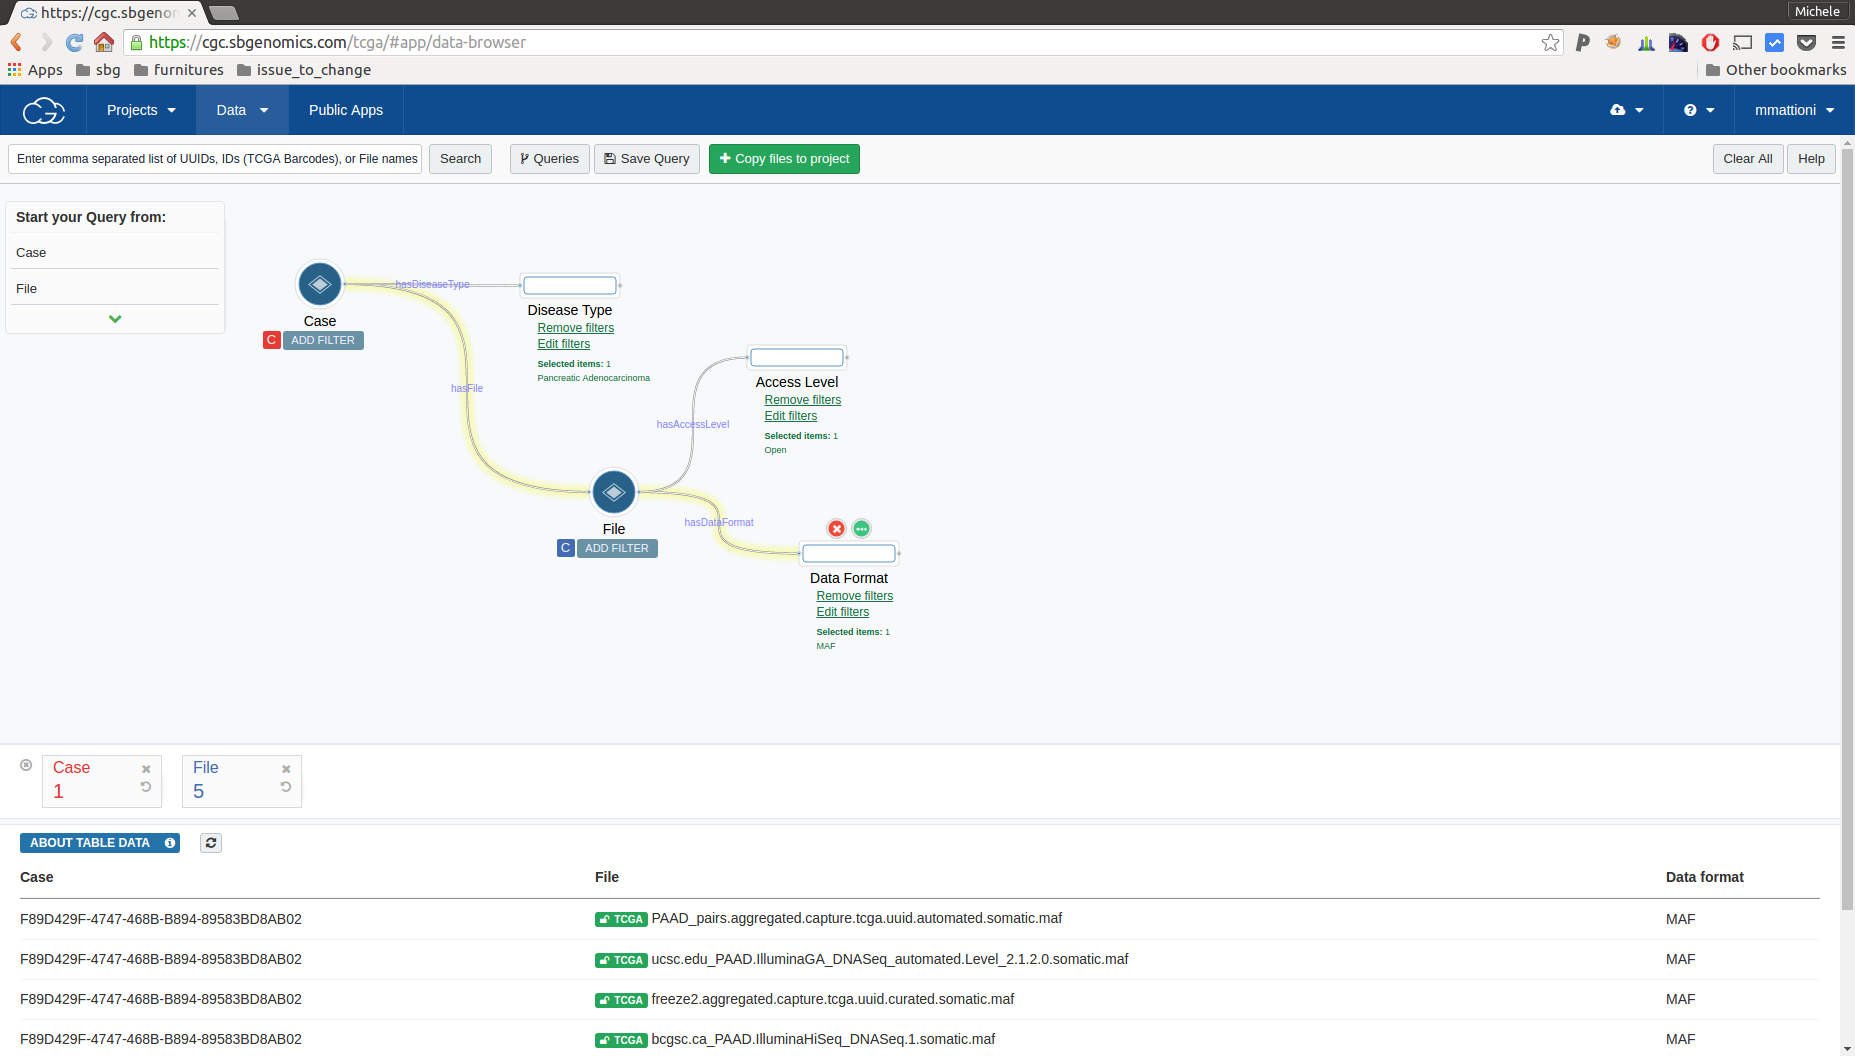 https://cgc.sbgenom
Michele
https://cgc.sbgenomics.com/tcga/#app/data-browser
Apps sbg furnitures issue_to_change Other bookmarks
Projects Data Public Apps mmattioni
Enter comma separated list of UUIDs, IDs (TCGA Barcodes), or File names Search Queries Save Query Copy files to project Clear All Help
Start your Query from:
Case
File
hasDiseaseType
Case
C ADD FILTER
Disease Type
Remove filters
Edit filters
Selected items: 1
Pancreatic Adenocarcinoma
hasFile
Access Level
Remove filters
Edit filters
Selected items: 1
Open
hasAccessLevel
File
C ADD FILTER
hasDataFormat
Data Format
Remove filters
Edit filters
Selected items: 1
MAF
Case
1
File
5
ABOUT TABLE DATA
Case File Data format
F89D429F-4747-468B-B894-89583BD8AB02 TCGA PAAD_pairs.aggregated.capture.tcga.uuid.automated.somatic.maf MAF
F89D429F-4747-468B-B894-89583BD8AB02 TCGA ucsc.edu_PAAD.IlluminaGA_DNASeq_automated.Level_2.1.2.0.somatic.maf MAF
F89D429F-4747-468B-B894-89583BD8AB02 TCGA freeze2.aggregated.capture.tcga.uuid.curated.somatic.maf MAF
F89D429F-4747-468B-B894-89583BD8AB02 TCGA bcgsc.ca_PAAD.IlluminaHiSeq_DNASeq.1.somatic.maf MAF